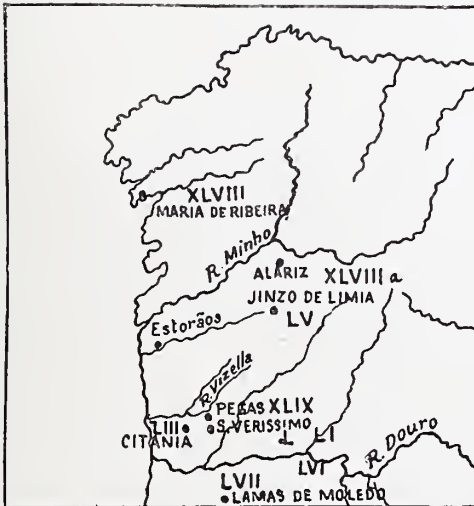 XLVIII
MARIA DE RIBEIRA
R. Minho
ALARIZ XLVIII a
JINZO DE LIMIA
LV
Estorãos
R. Vizella
PEGAS XLIX
LIII S. VERISSIMO
CITANIA L LI
LVI
R. Douro
LVII
LAMAS DE MOLEDO